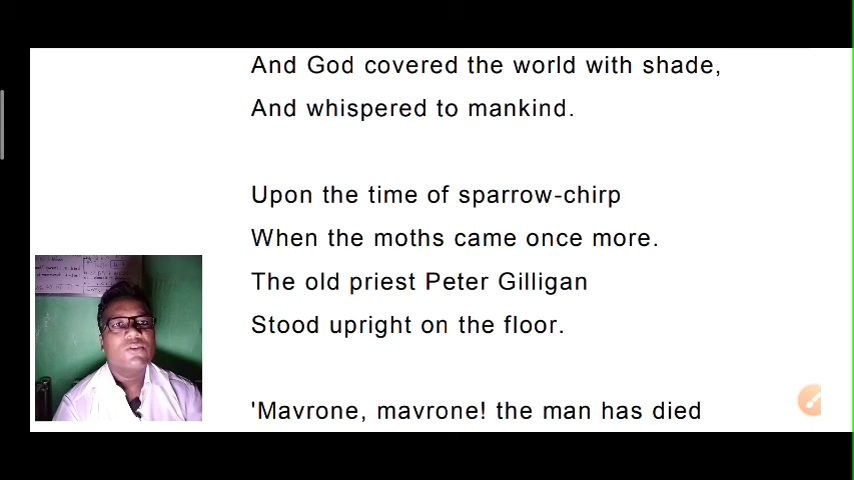 And God covered the world with shade,
And whispered to mankind.
Upon the time of sparrow-chirp
When the moths came once more.
The old priest Peter Gilligan
Stood upright on the floor.
'Mavrone, mavrone! the man has died